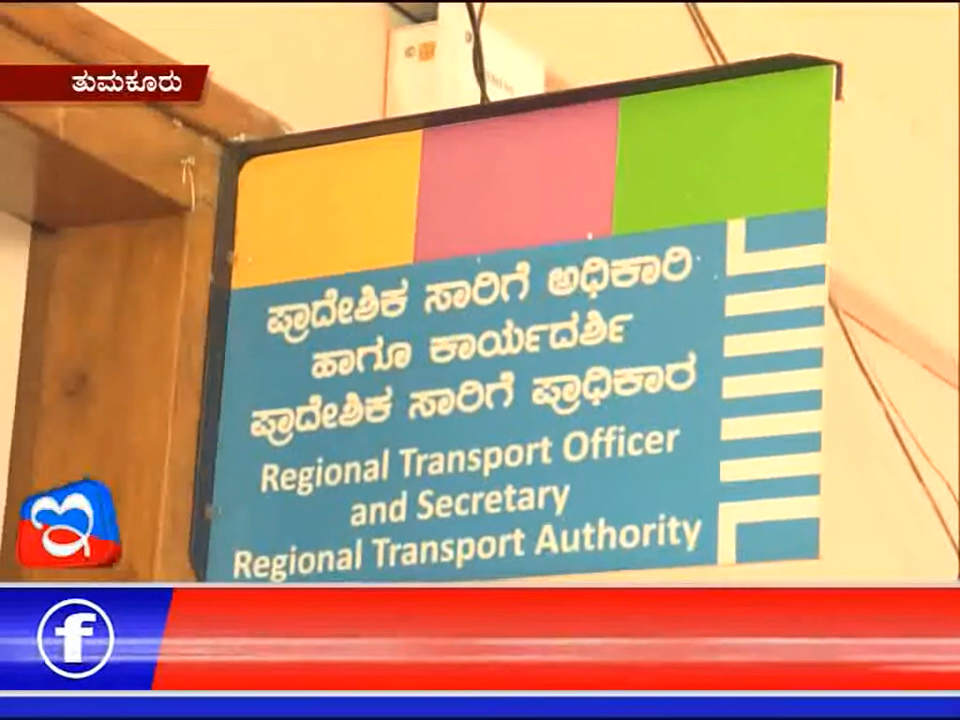 ತುಮಕೂರು
ಪ್ರಾದೇಶಿಕ ಸಾರಿಗೆ ಅಧಿಕಾರಿ
ಹಾಗೂ ಕಾರ್ಯದರ್ಶಿ
ಪ್ರಾದೇಶಿಕ ಸಾರಿಗೆ ಪ್ರಾಧಿಕಾರ
Regional Transport Officer
and Secretary
Regional Transport Authority
ಇ
f